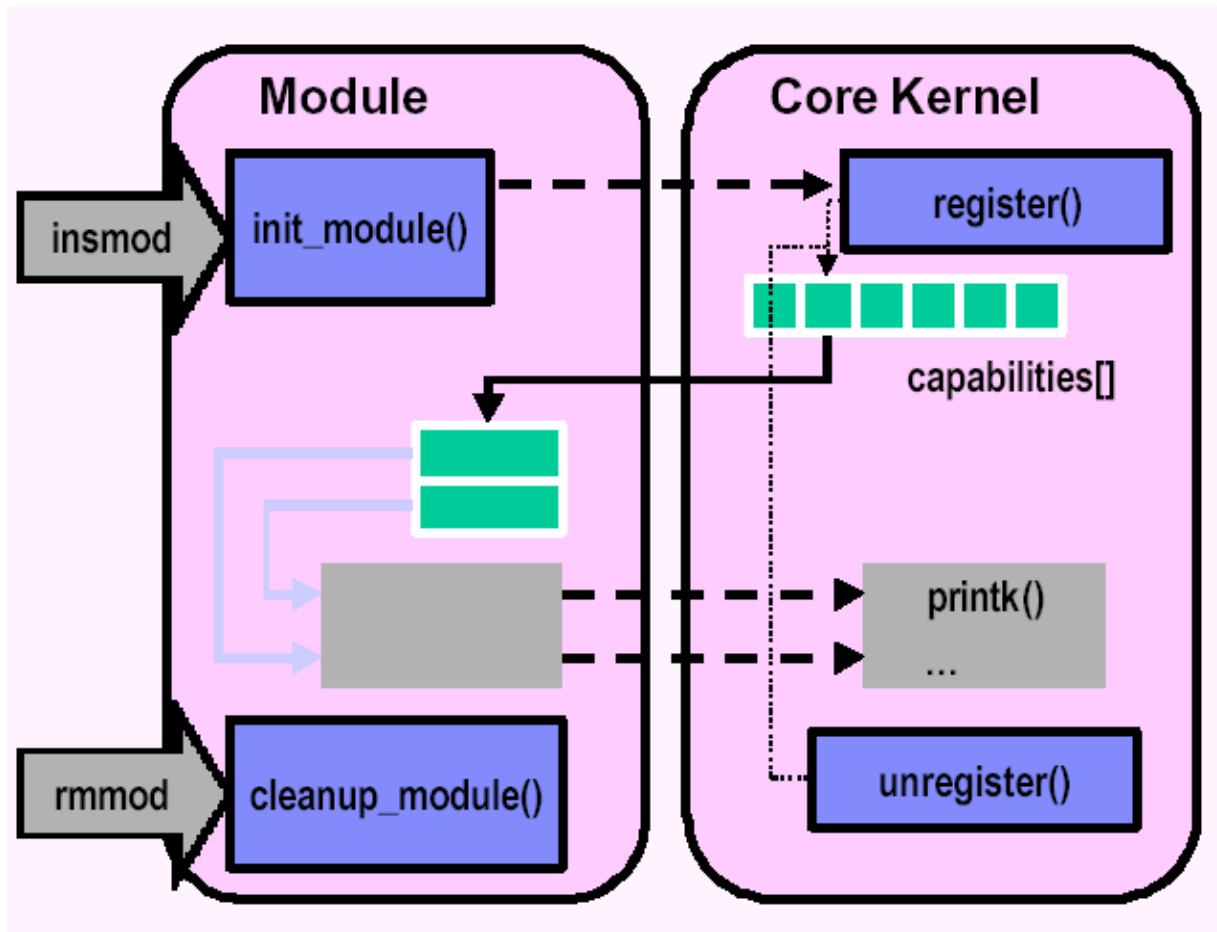 Module
Core Kernel
insmod
init_module()
register()
capabilities[]
printk()
...
rmmod
cleanup_module()
unregister()